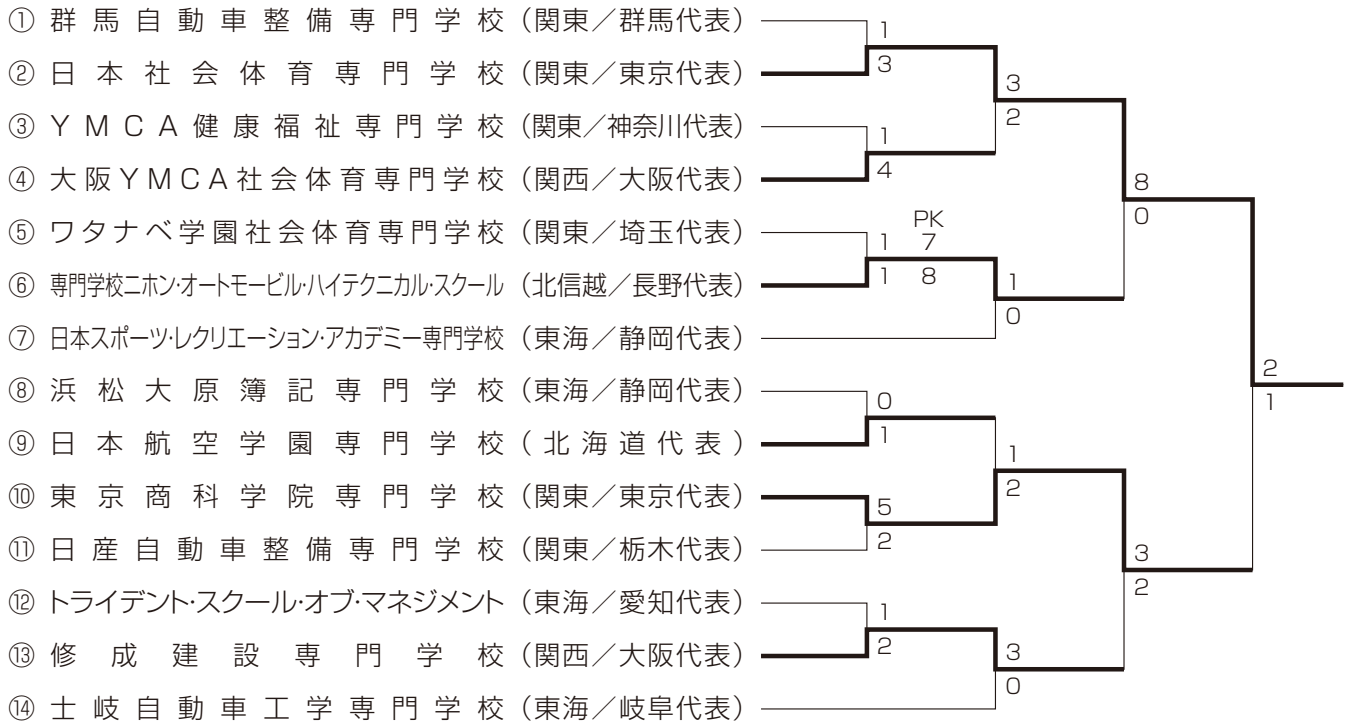 ① 群馬自動車整備専門学校 (関東／群馬代表)
② 日本社会体育専門学校 (関東／東京代表)
③ YMCA健康福祉専門学校 (関東／神奈川代表)
④ 大阪YMCA社会体育専門学校 (関西／大阪代表)
⑤ ワタナベ学園社会体育専門学校 (関東／埼玉代表)
⑥ 専門学校ニホン･オートモービル･ハイテクニカル･スクール (北信越／長野代表)
⑦ 日本スポーツ･レクリエーション･アカデミー専門学校 (東海／静岡代表)
⑧ 浜松大原簿記専門学校 (東海／静岡代表)
⑨ 日本航空学園専門学校 (北海道代表)
⑩ 東京商科学院専門学校 (関東／東京代表)
⑪ 日産自動車整備専門学校 (関東／栃木代表)
⑫ トライデント･スクール･オブ･マネジメント (東海／愛知代表)
⑬ 修成建設専門学校 (関西／大阪代表)
⑭ 士岐自動車工学専門学校 (東海／岐阜代表)
1
3
1
4
PK
1 7
1 8
0
1
5
2
1
2
3
2
1
0
1
2
3
0
8
0
3
2
2
1